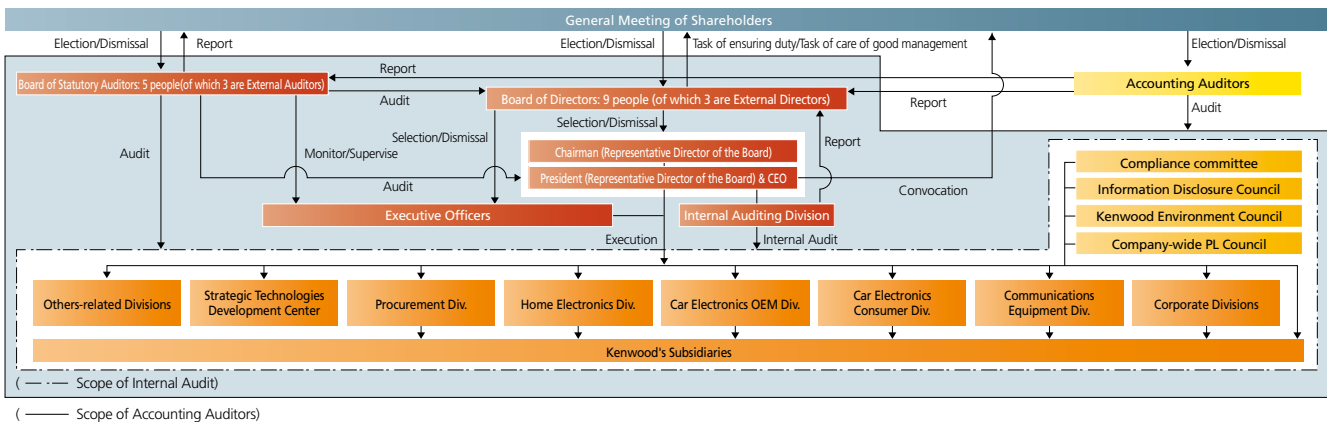 General Meeting of Shareholders
Election/Dismissal
Report
Election/Dismissal
Task of ensuring duty/Task of care of good management
Election/Dismissal
Report
Board of Statutory Auditors: 5 people(of which 3 are External Auditors)
Accounting Auditors
Audit
Board of Directors: 9 people (of which 3 are External Directors)
Report
Audit
Selection/Dismissal
Selection/Dismissal
Report
Audit
Monitor/Supervise
Chairman (Representative Director of the Board)
Compliance committee
Audit
President (Representative Director of the Board) & CEO
Convocation
Information Disclosure Council
Executive Officers
Internal Auditing Division
Kenwood Environment Council
Execution
Internal Audit
Company-wide PL Council
Others-related Divisions
Strategic Technologies
Development Center
Procurement Div.
Home Electronics Div.
Car Electronics OEM Div.
Car Electronics
Consumer Div.
Communications
Equipment Div.
Corporate Divisions
Kenwood's Subsidiaries
( Scope of Internal Audit)
( Scope of Accounting Auditors)